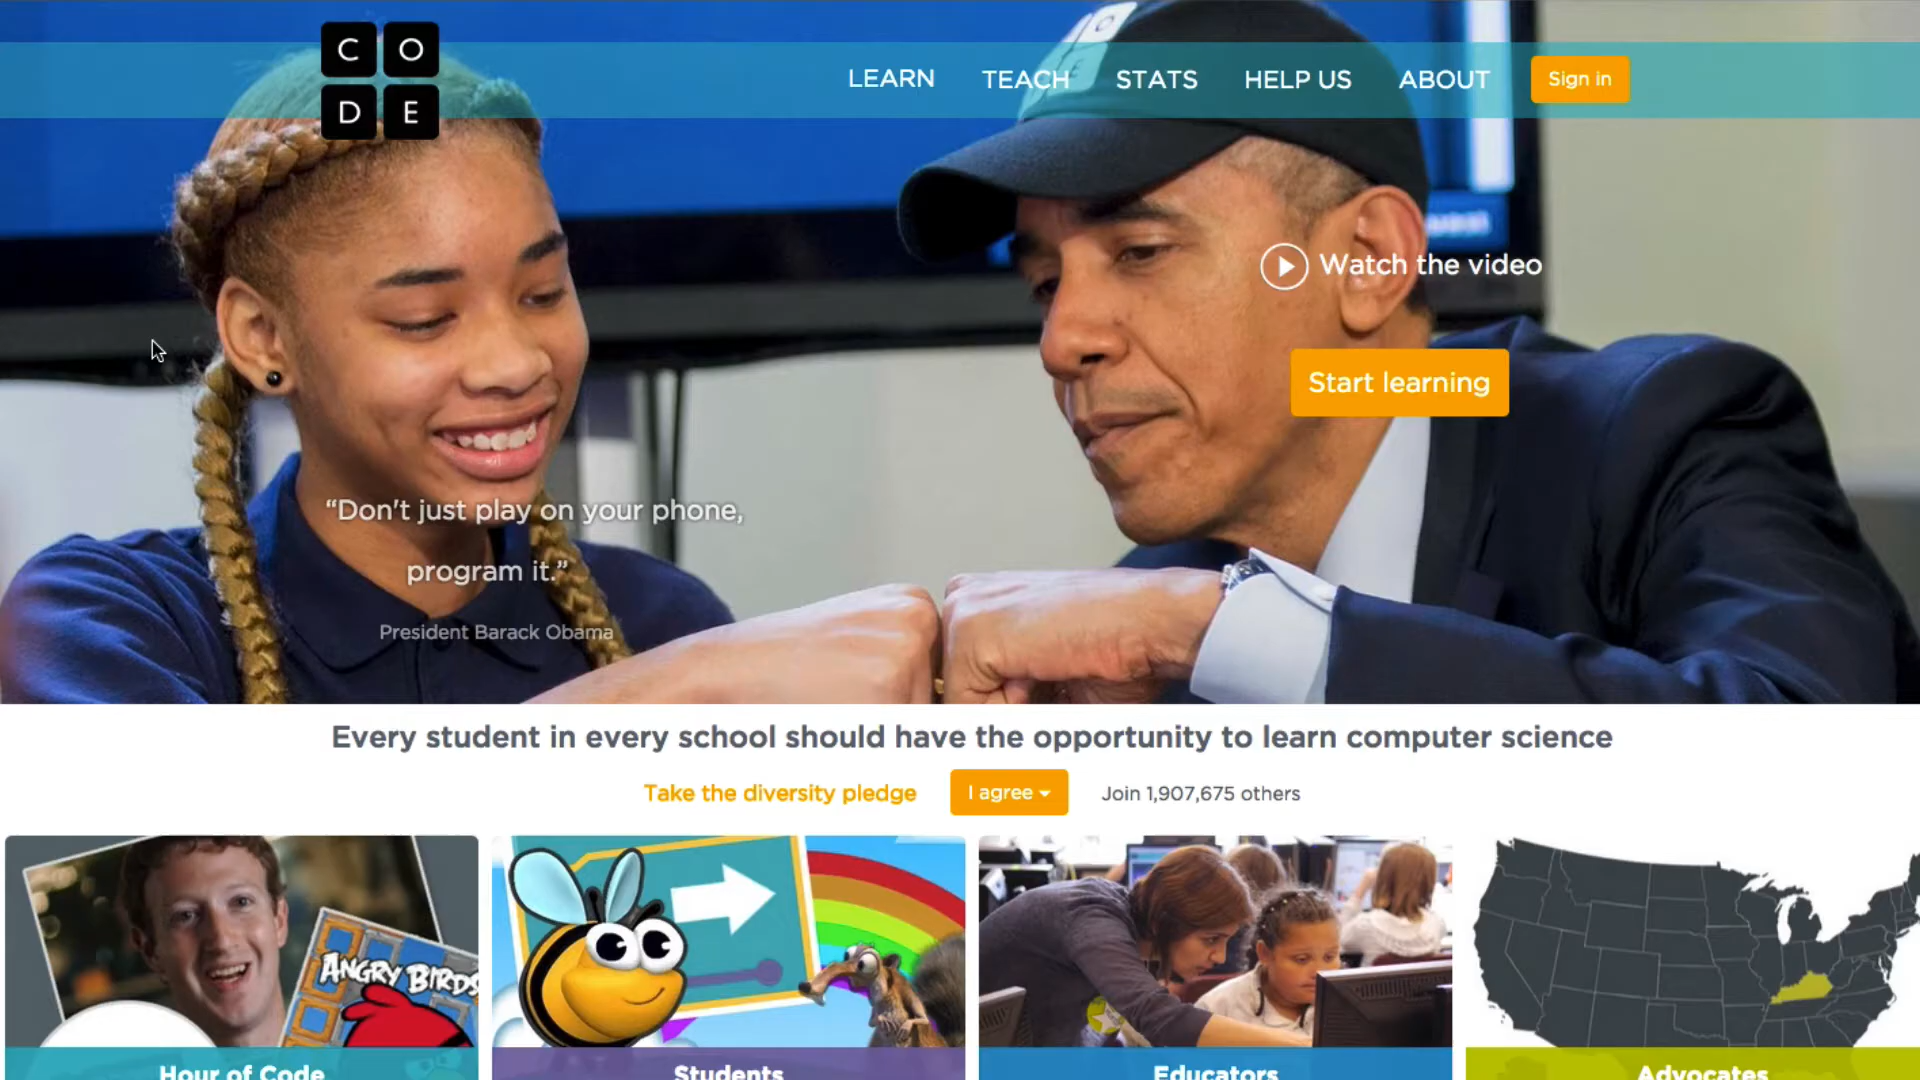 C O
D E
LEARN TEACH STATS HELP US ABOUT Sign in
Watch the video
Start learning
“Don't just play on your phone,
program it.”
President Barack Obama
Every student in every school should have the opportunity to learn computer science
Take the diversity pledge I agree Join 1,907,675 others
ANGRY BIRDS
Hour of Code Students Educators Advocates